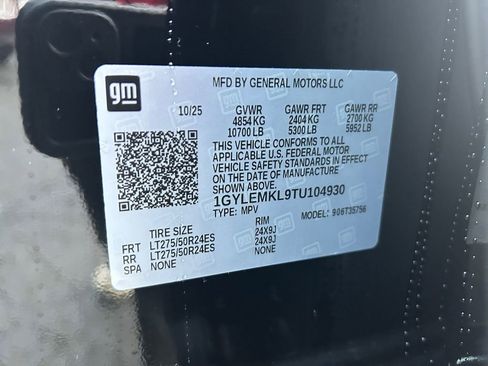 gm
MFD BY GENERAL MOTORS LLC
10/25 GVWR GAWR FRT GAWR RR
4854 KG 2404 KG 2700 KG
10700 LB 5300 LB 5952 LB
THIS VEHICLE CONFORMS TO ALL
APPLICABLE U.S. FEDERAL MOTOR
VEHICLE SAFETY STANDARDS IN EFFECT
ON THE DATE OF MANUFACTURE
SHOWN ABOVE.
1GYLEMKL9TU104930
TYPE: MPV MODEL: 906T35756
TIRE SIZE RIM
FRT LT275/50R24ES 24X9J
RR LT275/50R24ES 24X9J
SPA NONE NONE